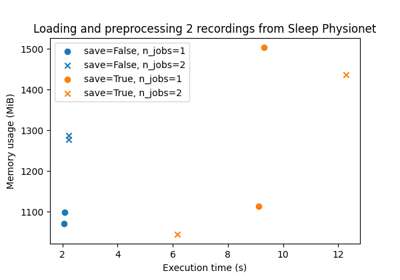 Loading and preprocessing 2 recordings from Sleep Physionet
save=False, n_jobs=1
save=False, n_jobs=2
save=True, n_jobs=1
save=True, n_jobs=2
Memory usage (MiB)
1500
1400
1300
1200
1100
2 4 6 8 10 12
Execution time (s)